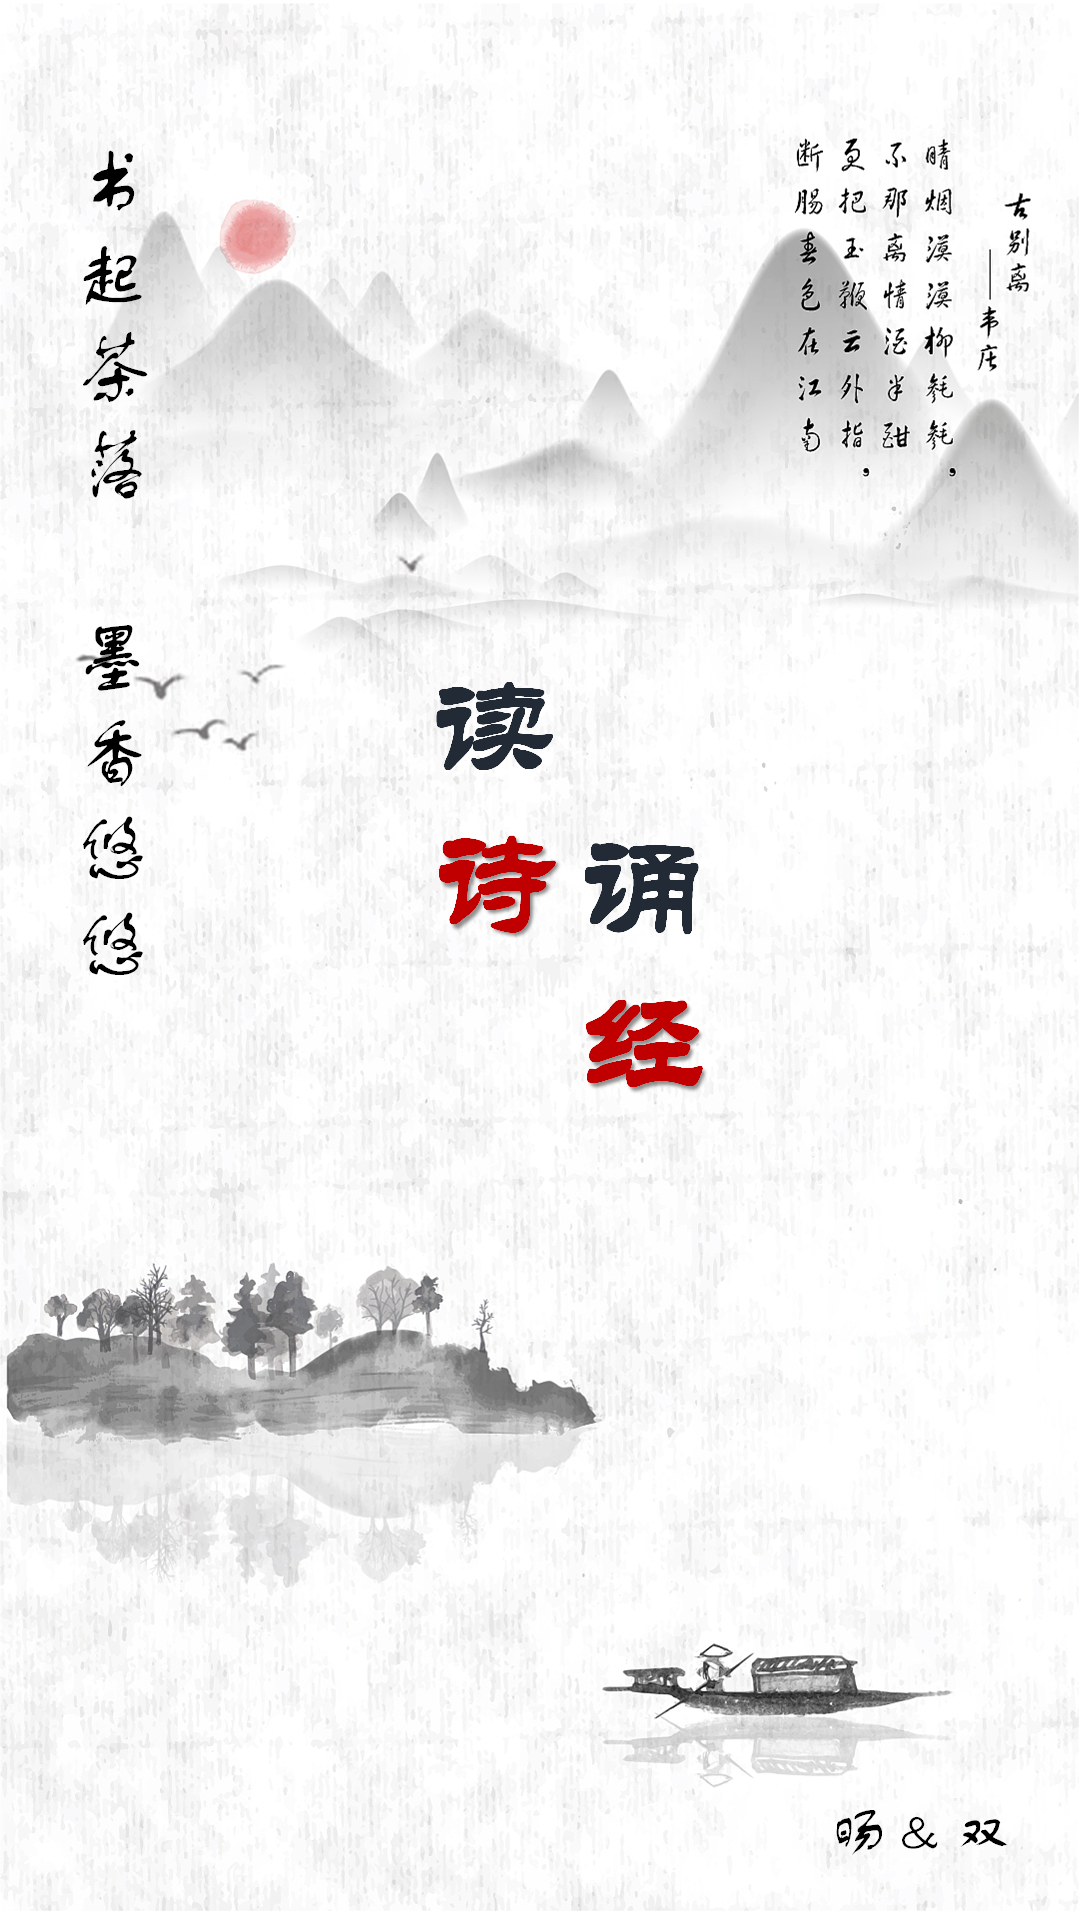 古别离
——韦庄
晴烟漠漠柳毵毵，
不那离情酒半酣
更把玉鞭云外指，
断肠春色在江南
书起茶落 墨香悠悠
读诗
诵经
旸&双